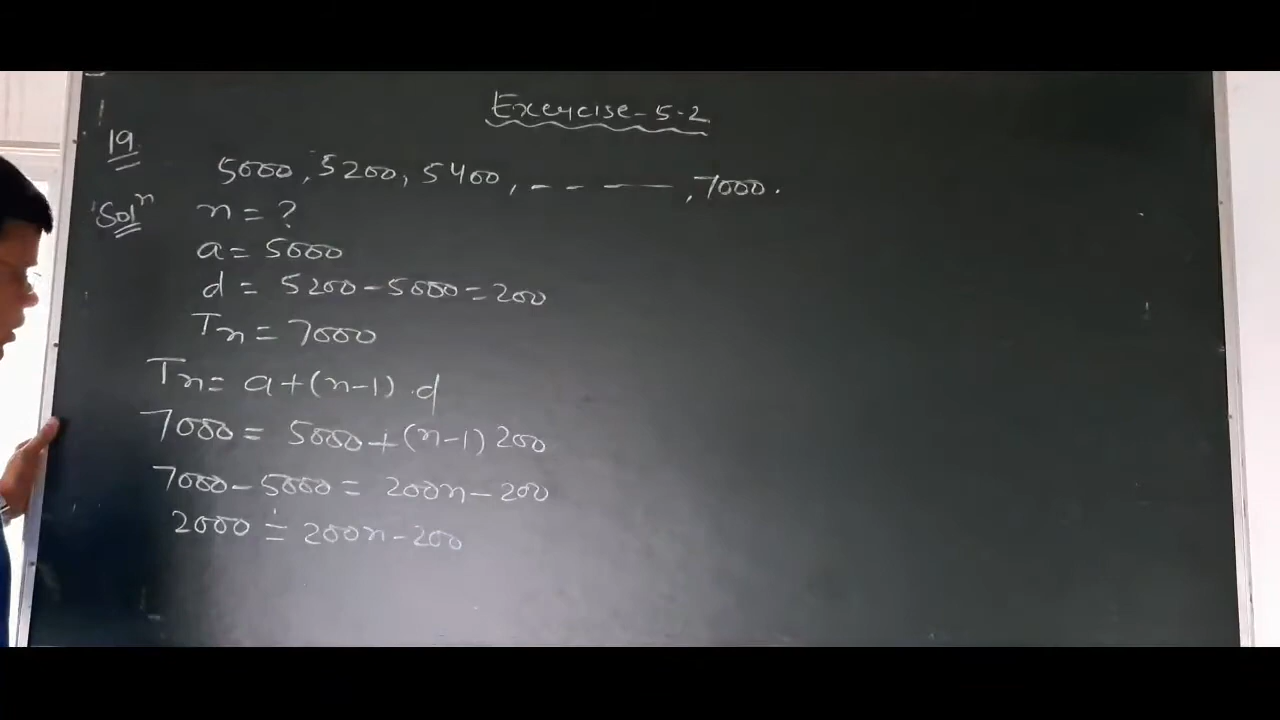 Exercise-5.2
19
5000, 5200, 5400, - - —, 7000.
Solⁿ n = ?
a = 5000
d = 5200 - 5000 = 200
Tn = 7000
Tn = a + (n-1) .d
7000 = 5000 + (n-1) 200
7000 - 5000 = 200n - 200
2000 = 200n - 200